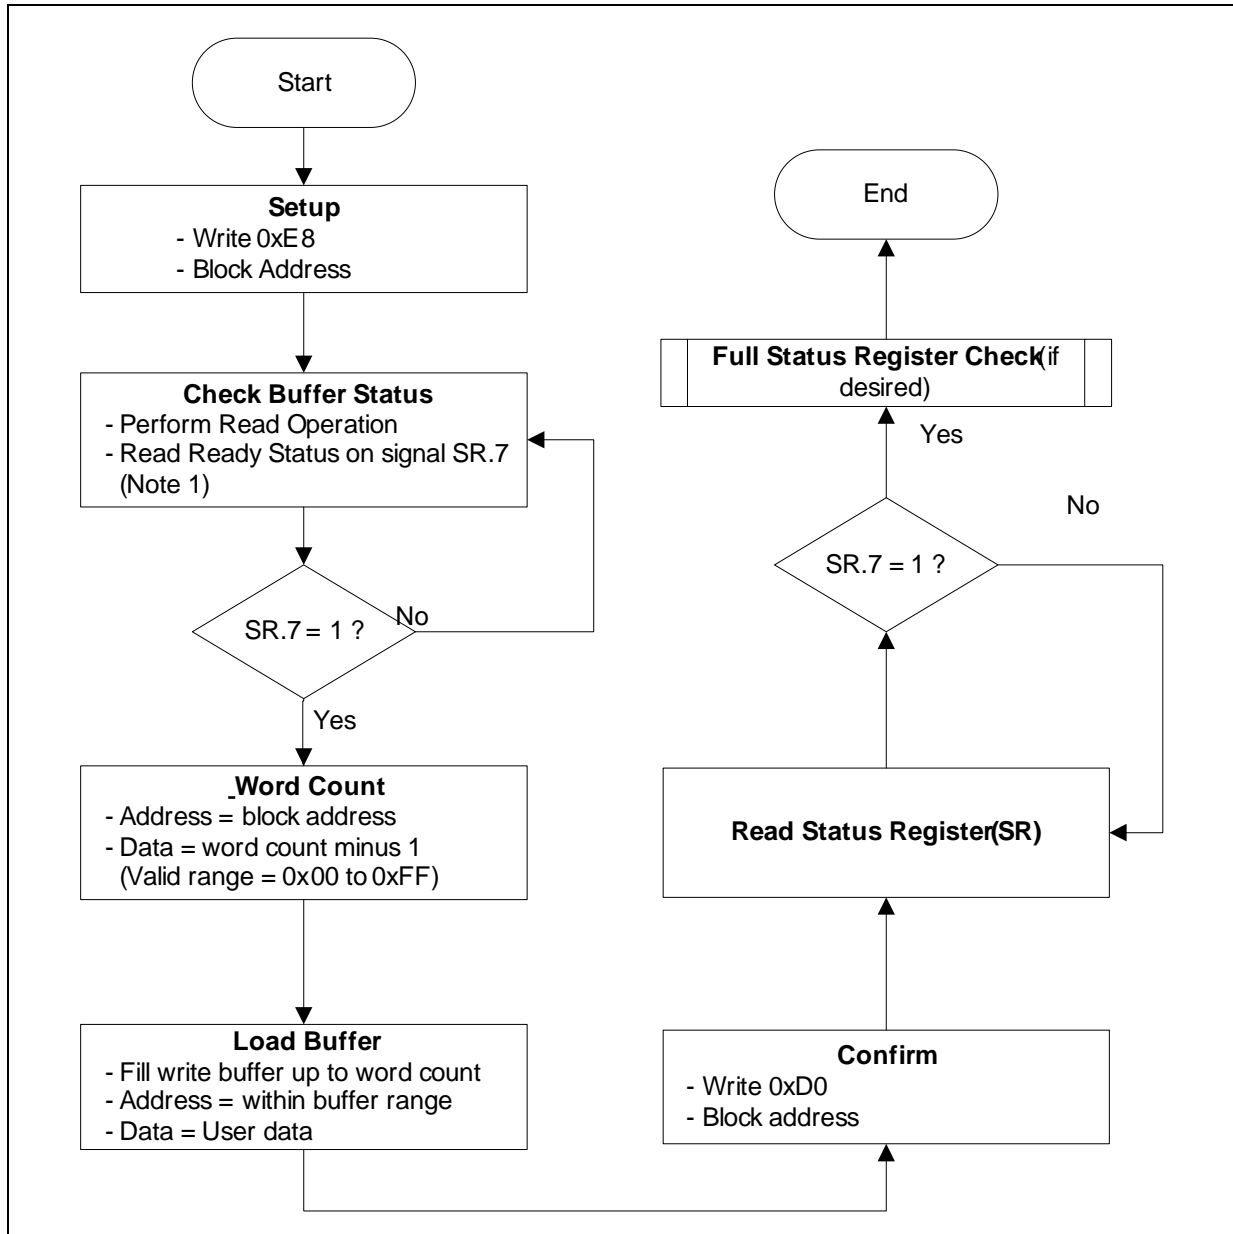 Start
Setup
- Write 0xE8
- Block Address
Check Buffer Status
- Perform Read Operation
- Read Ready Status on signal SR.7
(Note 1)
SR.7 = 1 ?
No
Yes
_Word Count
- Address = block address
- Data = word count minus 1
(Valid range = 0x00 to 0xFF)
Load Buffer
- Fill write buffer up to word count
- Address = within buffer range
- Data = User data
Confirm
- Write 0xD0
- Block address
Read Status Register(SR)
SR.7 = 1 ?
No
Yes
Full Status Register Check(if
desired)
End